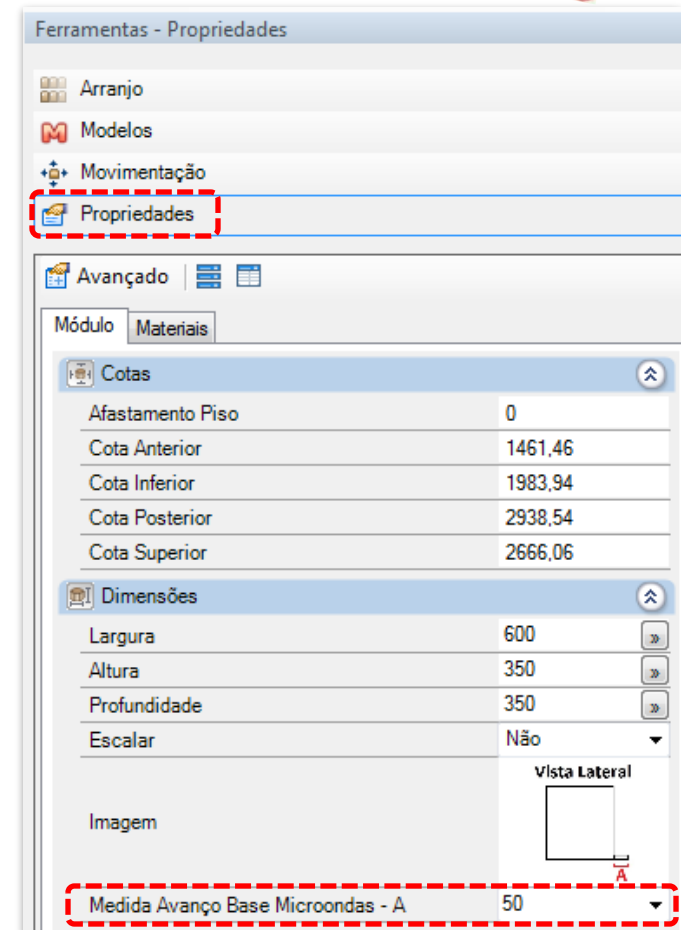 Ferramentas - Propriedades
Arranjo
Modelos
Movimentação
Propriedades
Avançado
Módulo Materiais
Cotas
Afastamento Piso 0
Cota Anterior 1461,46
Cota Inferior 1983,94
Cota Posterior 2938,54
Cota Superior 2666,06
Dimensões
Largura 600
Altura 350
Profundidade 350
Escalar Não
Vista Lateral
Imagem
A
Medida Avanço Base Microondas - A 50